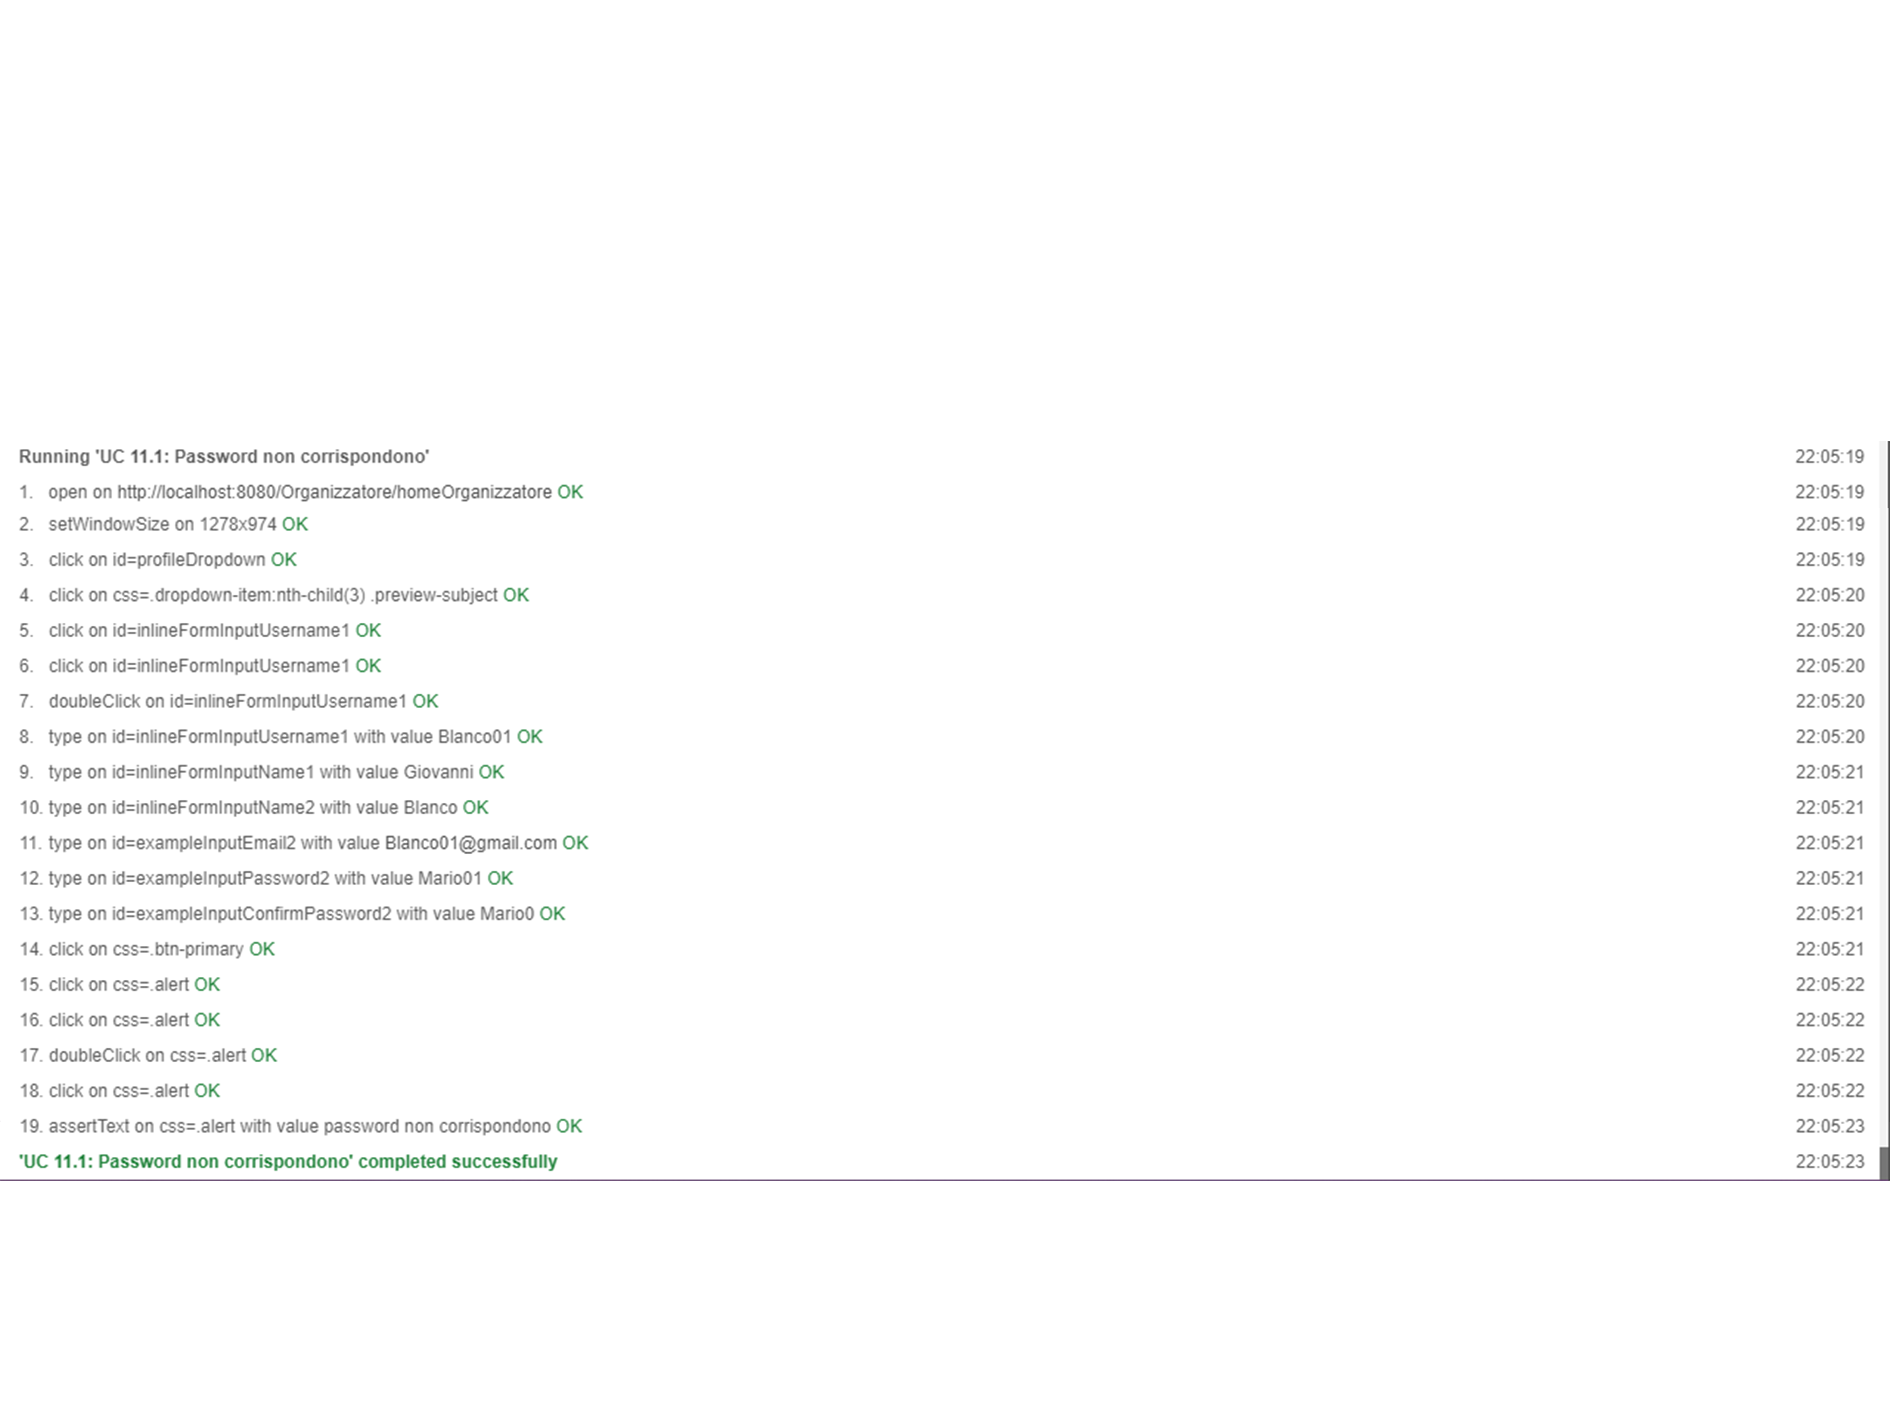 Running 'UC 11.1: Password non corrispondono' 22:05:19
1. open on http://localhost:8080/Organizzatore/homeOrganizzatore OK 22:05:19
2. setWindowSize on 1278x974 OK 22:05:19
3. click on id=profileDropdown OK 22:05:19
4. click on css=.dropdown-item:nth-child(3) .preview-subject OK 22:05:20
5. click on id=inlineFormInputUsername1 OK 22:05:20
6. click on id=inlineFormInputUsername1 OK 22:05:20
7. doubleClick on id=inlineFormInputUsername1 OK 22:05:20
8. type on id=inlineFormInputUsername1 with value Blanco01 OK 22:05:20
9. type on id=inlineFormInputName1 with value Giovanni OK 22:05:21
10. type on id=inlineFormInputName2 with value Blanco OK 22:05:21
11. type on id=exampleInputEmail2 with value Blanco01@gmail.com OK 22:05:21
12. type on id=exampleInputPassword2 with value Mario01 OK 22:05:21
13. type on id=exampleInputConfirmPassword2 with value Mario0 OK 22:05:21
14. click on css=.btn-primary OK 22:05:21
15. click on css=.alert OK 22:05:22
16. click on css=.alert OK 22:05:22
17. doubleClick on css=.alert OK 22:05:22
18. click on css=.alert OK 22:05:22
19. assertText on css=.alert with value password non corrispondono OK 22:05:23
'UC 11.1: Password non corrispondono' completed successfully 22:05:23